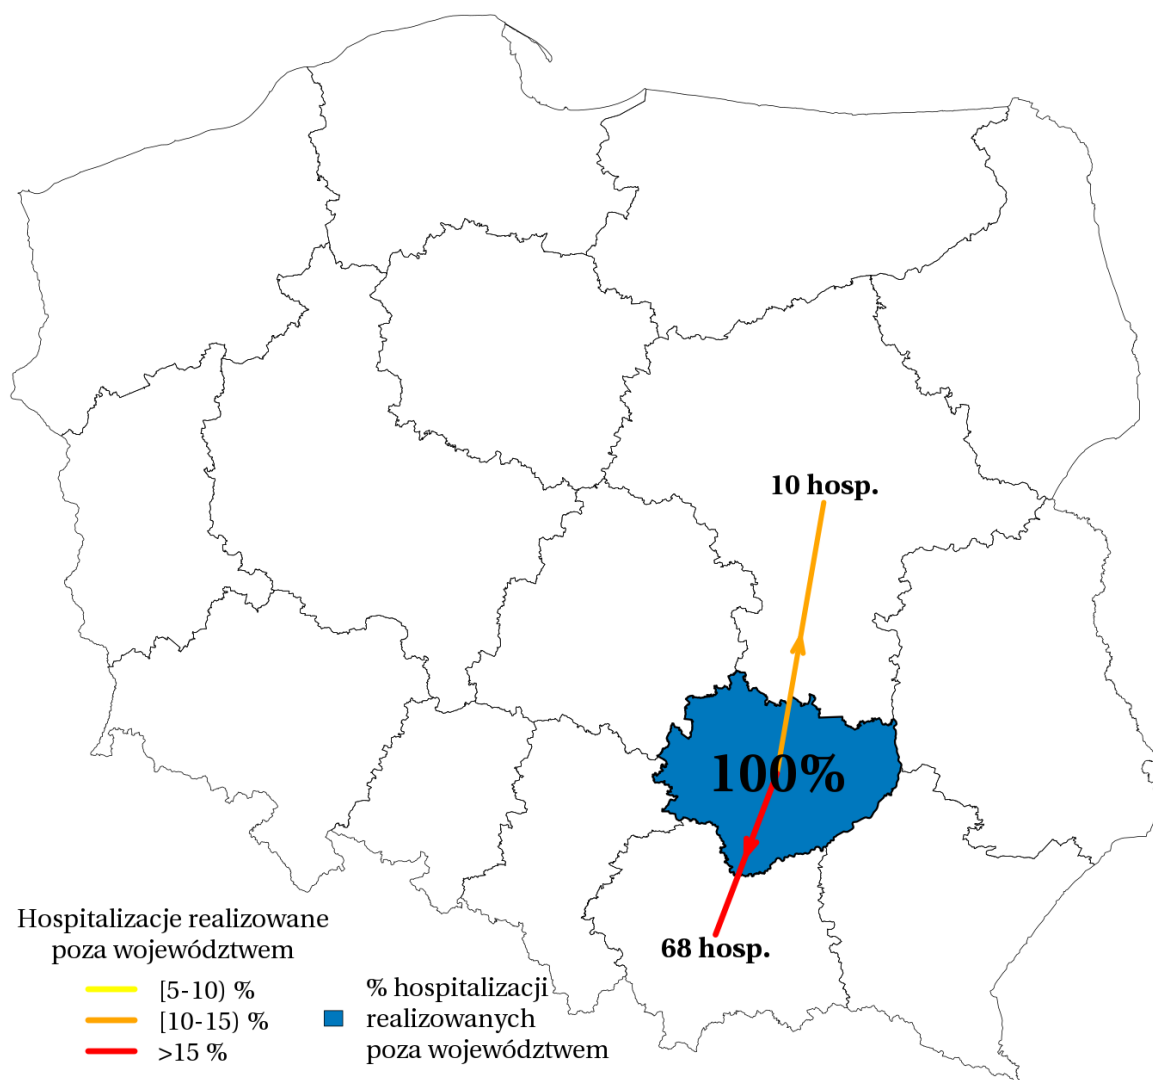 10 hosp.
100%
68 hosp.
Hospitalizacje realizowane
poza województwem
[5-10) %
[10-15) %
>15 %
% hospitalizacji
realizowanych
poza województwem